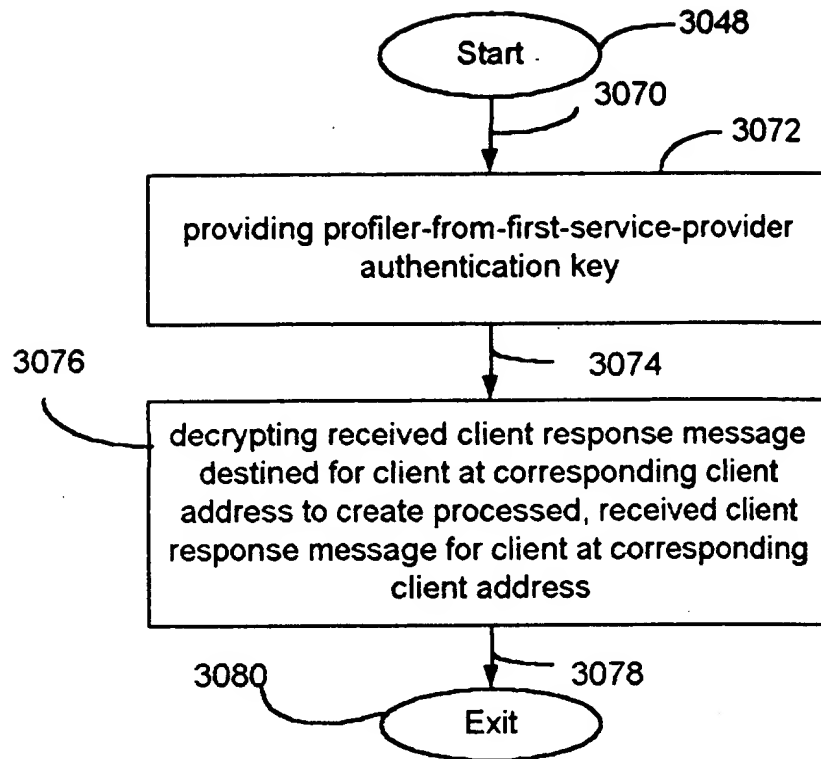 Start
3048
3070
3072
providing profiler-from-first-service-provider
authentication key
3076
3074
decrypting received client response message
destined for client at corresponding client
address to create processed, received client
response message for client at corresponding
client address
3080
3078
Exit